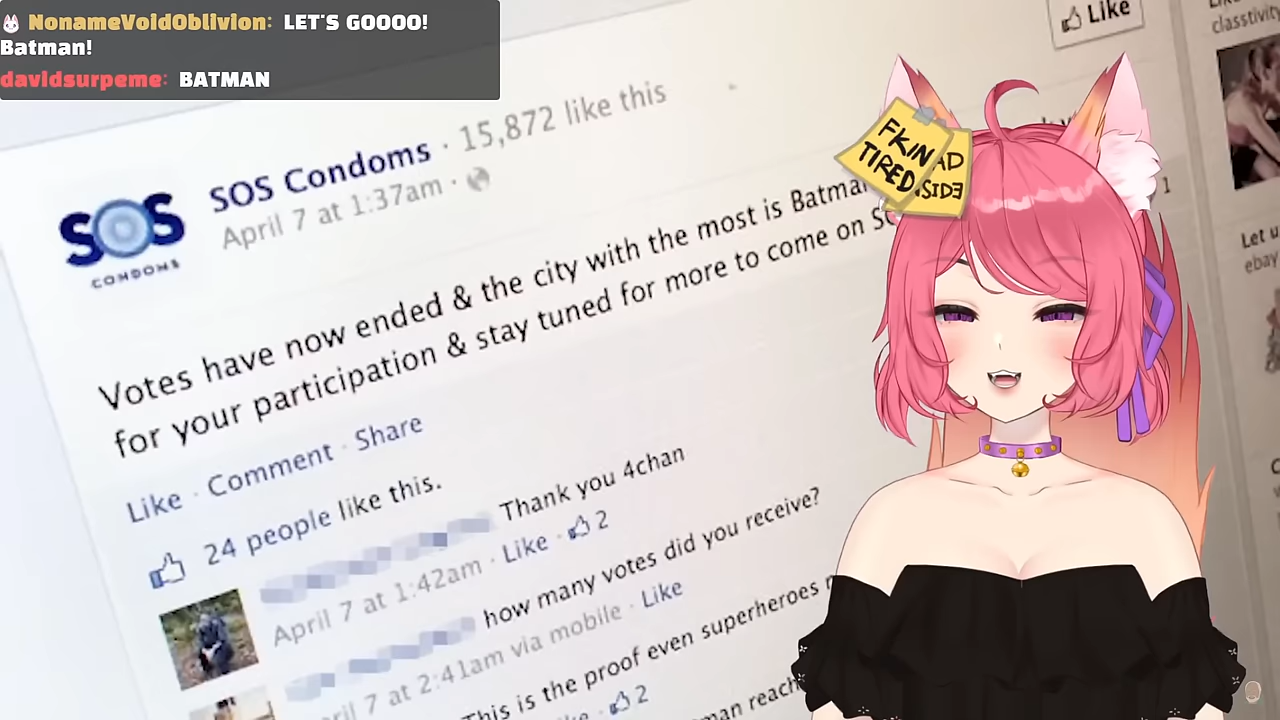 NonameVoidOblivion: LET'S GOOOO!
Batman!
davidsurpeme: BATMAN
Like
SOS Condoms · 15,872 like this
April 7 at 1:37am ·
SOS
CONDOMS
FKIN
TIRED
Votes have now ended & the city with the most is
for your participation & stay tuned for more to come on
Like · Comment · Share
24 people like this.
Thank you 4chan
April 7 at 1:42am · Like · 2
how many votes did you receive?
7 at 2:41am via mobile · Like
This is the proof even superheroes
2
Let u
ebay
1